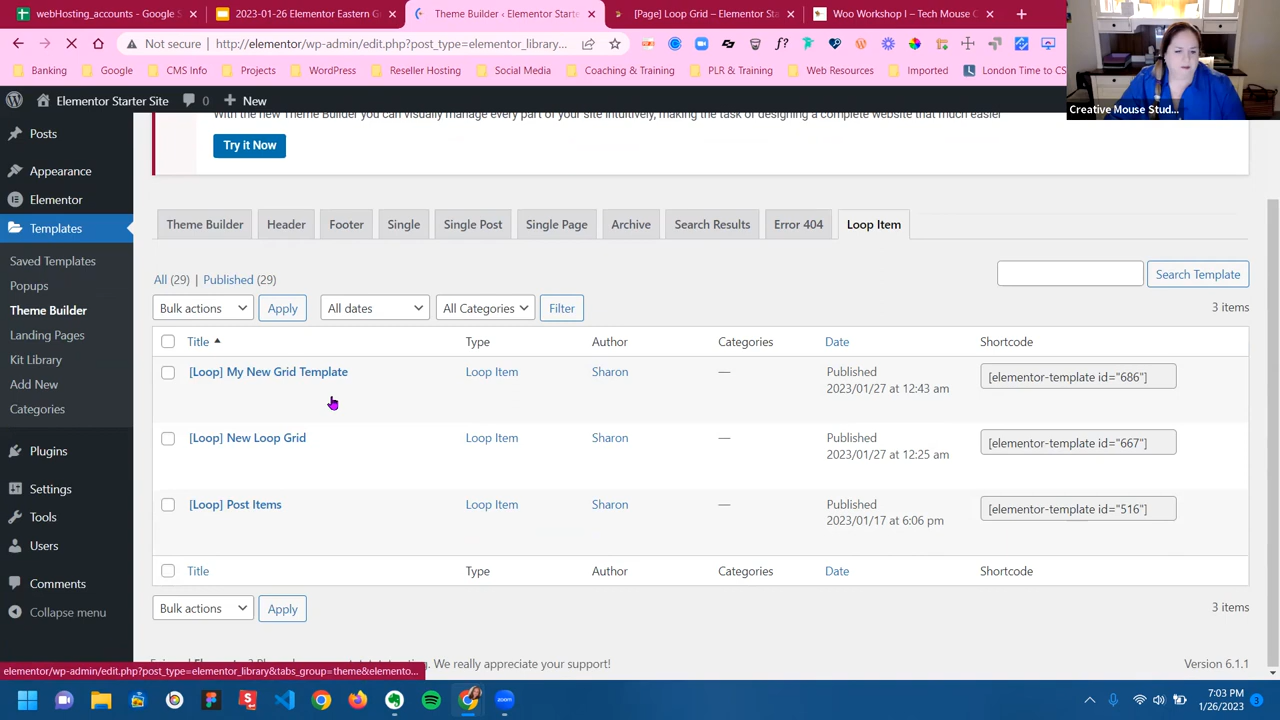 webHosting_accounts - Google S
2023-01-26 Elementor Eastern G
Theme Builder ‹ Elementor Starte
[Page] Loop Grid – Elementor Sta
Woo Workshop I – Tech Mouse C
Not secure | http://elementor/wp-admin/edit.php?post_type=elementor_library...
Banking Google CMS Info Projects WordPress Reseller Hosting Social Media Coaching & Training PLR & Training Web Resources Imported London Time to CS
Creative Mouse Stud...
Elementor Starter Site 0 New
With the new Theme Builder you can visually manage every part of your site intuitively, making the task of designing a complete website that much easier
Try it Now
Posts
Appearance
Elementor
Templates
Saved Templates
Popups
Theme Builder
Landing Pages
Kit Library
Add New
Categories
Plugins
Settings
Tools
Users
Comments
Collapse menu
Theme Builder Header Footer Single Single Post Single Page Archive Search Results Error 404 Loop Item
All (29) | Published (29)
Search Template
Bulk actions Apply All dates All Categories Filter
3 items
Title Type Author Categories Date Shortcode
[Loop] My New Grid Template Loop Item Sharon — Published
2023/01/27 at 12:43 am
[elementor-template id="686"]
[Loop] New Loop Grid Loop Item Sharon — Published
2023/01/27 at 12:25 am
[elementor-template id="667"]
[Loop] Post Items Loop Item Sharon — Published
2023/01/17 at 6:06 pm
[elementor-template id="516"]
Title Type Author Categories Date Shortcode
Bulk actions Apply
3 items
We really appreciate your support!
Version 6.1.1
elementor/wp-admin/edit.php?post_type=elementor_library&tabs_group=theme&elemento...
7:03 PM
1/26/2023
3